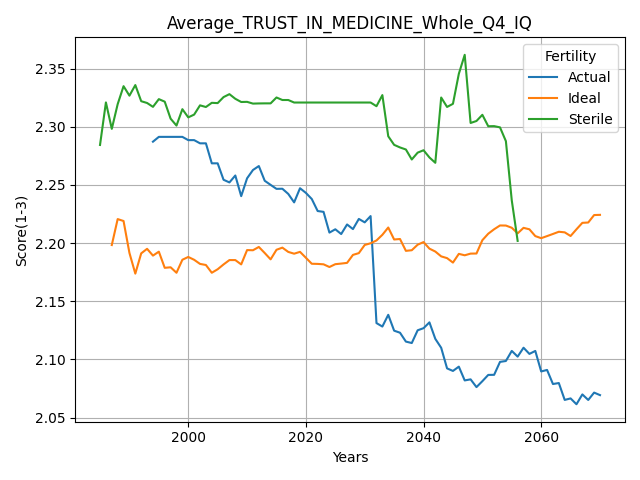 Average_TRUST_IN_MEDICINE_Whole_Q4_IQ
Fertility
Actual
Ideal
Sterile
Score(1-3)
2.35
2.30
2.25
2.20
2.15
2.10
2.05
2000
2020
2040
2060
Years